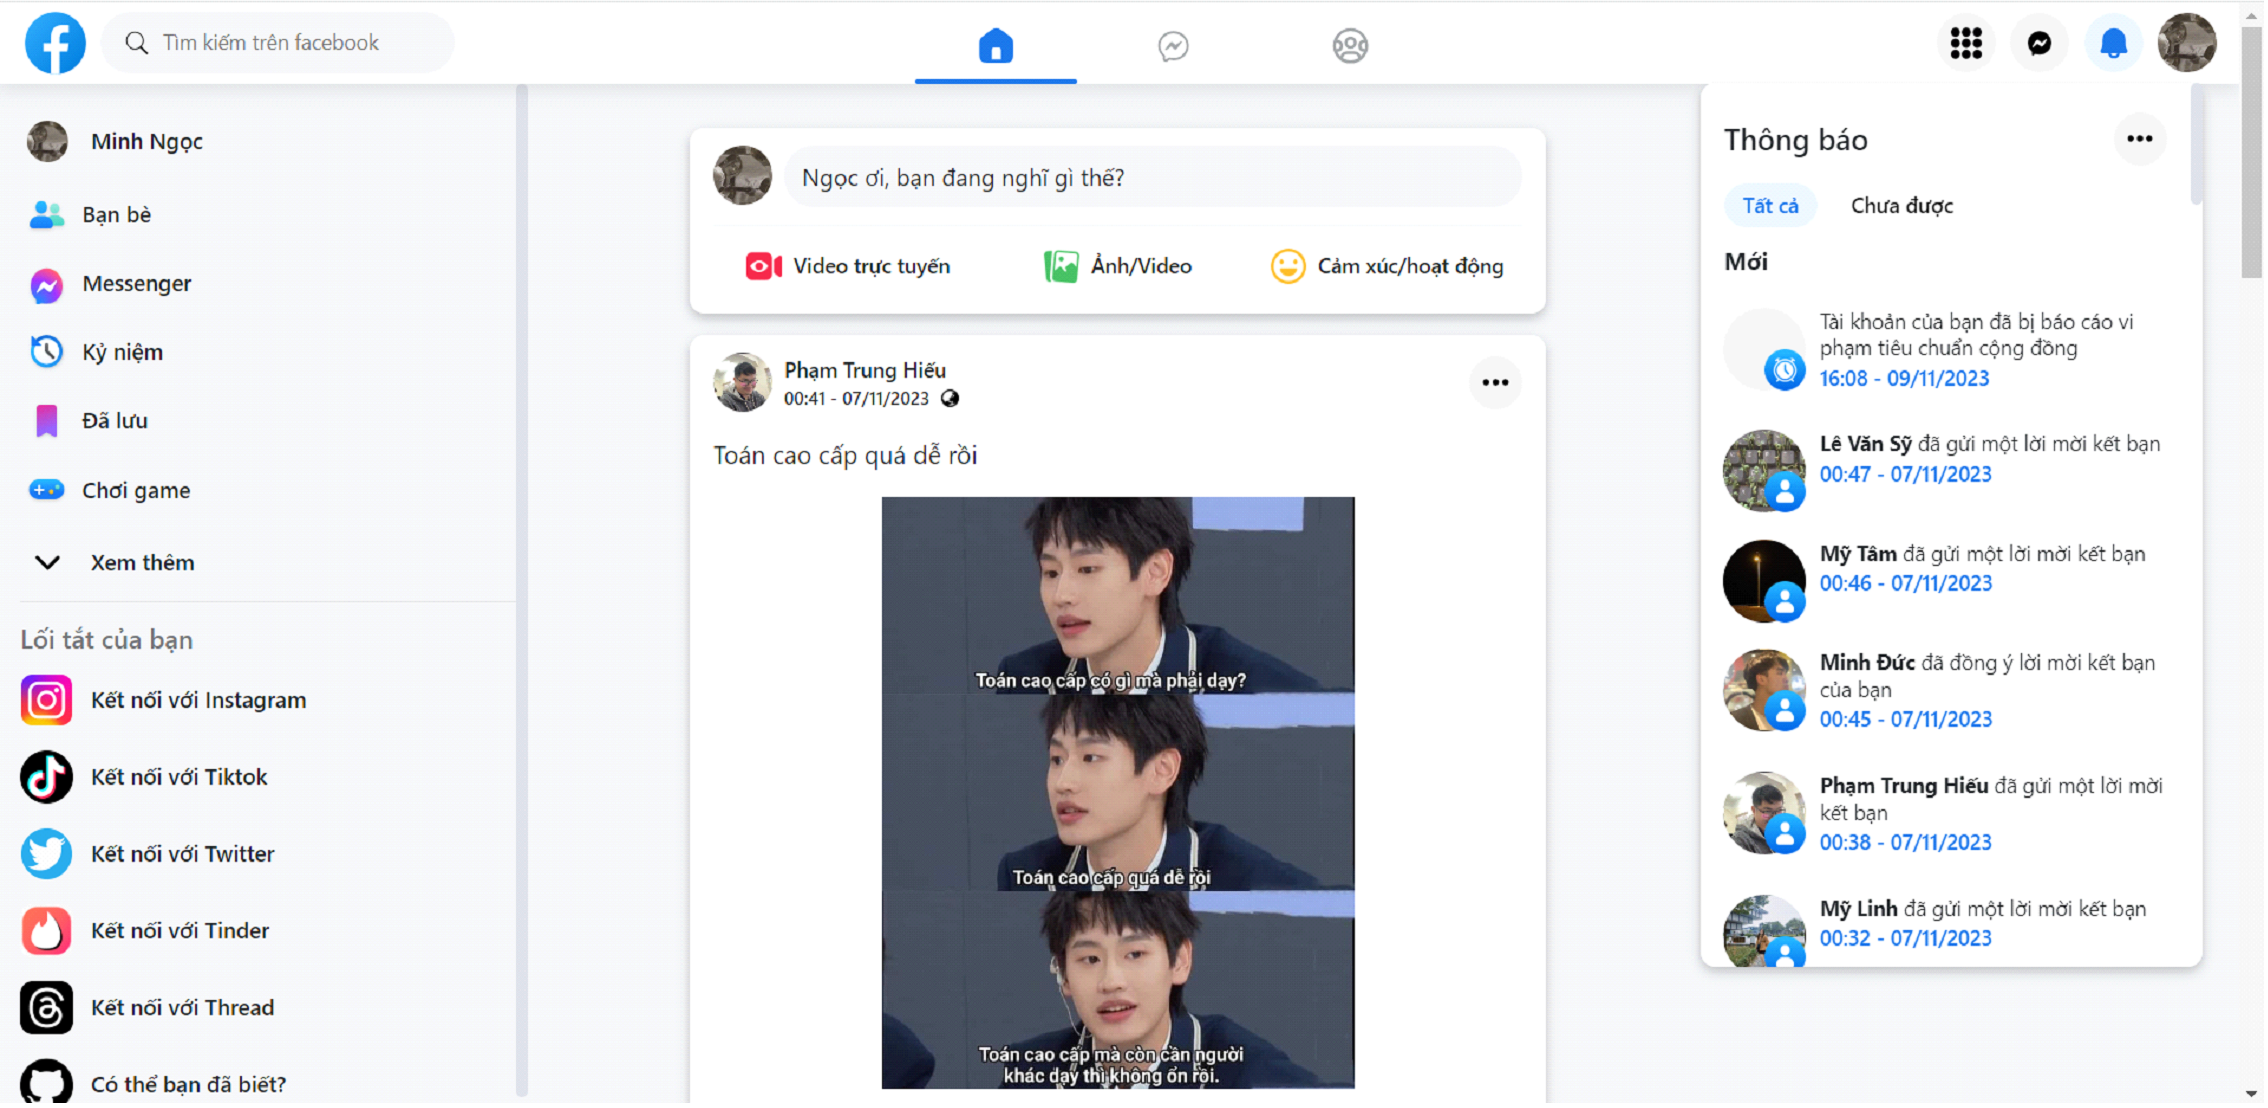 Tìm kiếm trên facebook
Minh Ngọc
Bạn bè
Messenger
Kỷ niệm
Đã lưu
Chơi game
Xem thêm
Lối tắt của bạn
Kết nối với Instagram
Kết nối với Tiktok
Kết nối với Twitter
Kết nối với Tinder
Kết nối với Thread
Có thể bạn đã biết?
Ngọc ơi, bạn đang nghĩ gì thế?
Video trực tuyến
Ảnh/Video
Cảm xúc/hoạt động
Phạm Trung Hiếu
00:41 - 07/11/2023
Toán cao cấp quá dễ rồi
Toán cao cấp có gì mà phải dạy?
Toán cao cấp quá dễ rồi
Toán cao cấp mà còn cần người
khác dạy thì không ổn rồi.
Thông báo
Tất cả
Chưa được
Mới
Tài khoản của bạn đã bị báo cáo vi
phạm tiêu chuẩn cộng đồng
16:08 - 09/11/2023
Lê Văn Sỹ đã gửi một lời mời kết bạn
00:47 - 07/11/2023
Mỹ Tâm đã gửi một lời mời kết bạn
00:46 - 07/11/2023
Minh Đức đã đồng ý lời mời kết bạn
của bạn
00:45 - 07/11/2023
Phạm Trung Hiếu đã gửi một lời mời
kết bạn
00:38 - 07/11/2023
Mỹ Linh đã gửi một lời mời kết bạn
00:32 - 07/11/2023